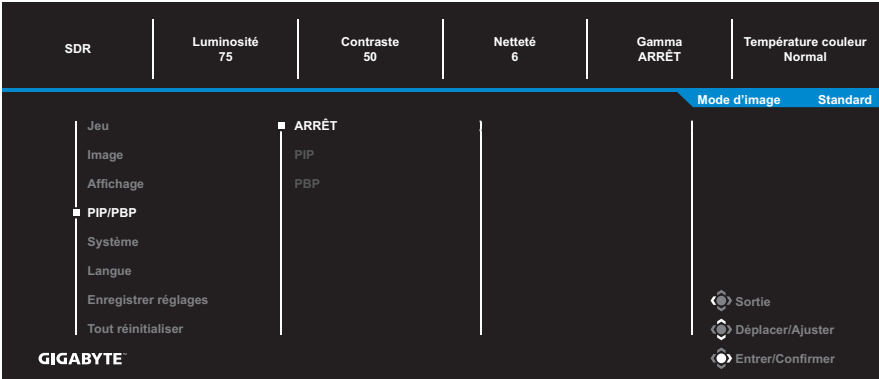 SDR
Luminosité
75
Contraste
50
Netteté
6
Gamma
ARRÊT
Température couleur
Normal
Mode d'image Standard
Jeu
Image
Affichage
PIP/PBP
Système
Langue
Enregistrer réglages
Tout réinitialiser
ARRÊT
PIP
PBP
Sortie
Déplacer/Ajuster
Entrer/Confirmer
GIGABYTE™